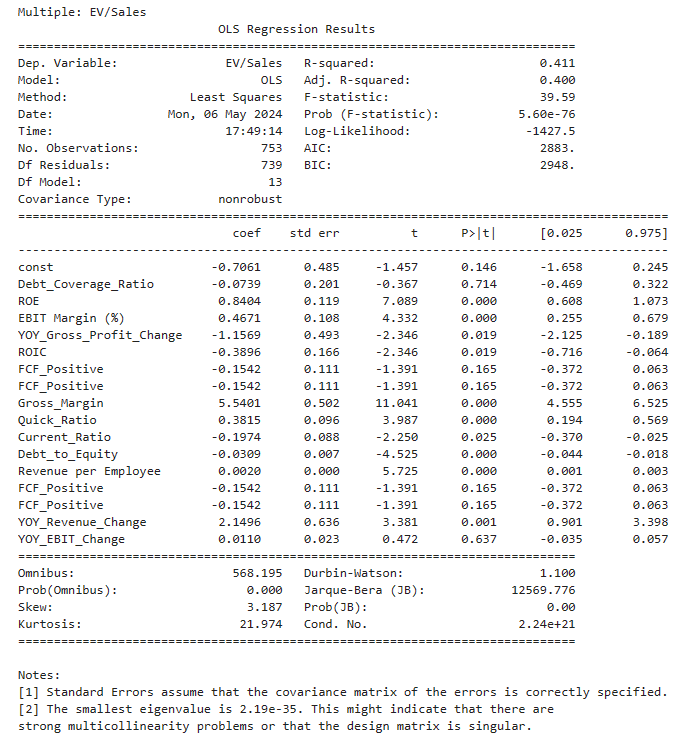 Multiple: EV/Sales
OLS Regression Results
==============================================================================
Dep. Variable: EV/Sales R-squared: 0.411
Model: OLS Adj. R-squared: 0.400
Method: Least Squares F-statistic: 39.59
Date: Mon, 06 May 2024 Prob (F-statistic): 5.60e-76
Time: 17:49:14 Log-Likelihood: -1427.5
No. Observations: 753 AIC: 2883.
Df Residuals: 739 BIC: 2948.
Df Model: 13
Covariance Type: nonrobust
===========================================================================================
coef std err t P>|t| [0.025 0.975]
-------------------------------------------------------------------------------------------
const -0.7061 0.485 -1.457 0.146 -1.658 0.245
Debt_Coverage_Ratio -0.0739 0.201 -0.367 0.714 -0.469 0.322
ROE 0.8404 0.119 7.089 0.000 0.608 1.073
EBIT Margin (%) 0.4671 0.108 4.332 0.000 0.255 0.679
YOY_Gross_Profit_Change -1.1569 0.493 -2.346 0.019 -2.125 -0.189
ROIC -0.3896 0.166 -2.346 0.019 -0.716 -0.064
FCF_Positive -0.1542 0.111 -1.391 0.165 -0.372 0.063
FCF_Positive -0.1542 0.111 -1.391 0.165 -0.372 0.063
Gross_Margin 5.5401 0.502 11.041 0.000 4.555 6.525
Quick_Ratio 0.3815 0.096 3.987 0.000 0.194 0.569
Current_Ratio -0.1974 0.088 -2.250 0.025 -0.370 -0.025
Debt_to_Equity -0.0309 0.007 -4.525 0.000 -0.044 -0.018
Revenue per Employee 0.0020 0.000 5.725 0.000 0.001 0.003
FCF_Positive -0.1542 0.111 -1.391 0.165 -0.372 0.063
FCF_Positive -0.1542 0.111 -1.391 0.165 -0.372 0.063
YOY_Revenue_Change 2.1496 0.636 3.381 0.001 0.901 3.398
YOY_EBIT_Change 0.0110 0.023 0.472 0.637 -0.035 0.057
==============================================================================
Omnibus: 568.195 Durbin-Watson: 1.100
Prob(Omnibus): 0.000 Jarque-Bera (JB): 12569.776
Skew: 3.187 Prob(JB): 0.00
Kurtosis: 21.974 Cond. No. 2.24e+21
==============================================================================
Notes:
[1] Standard Errors assume that the covariance matrix of the errors is correctly specified.
[2] The smallest eigenvalue is 2.19e-35. This might indicate that there are
strong multicollinearity problems or that the design matrix is singular.